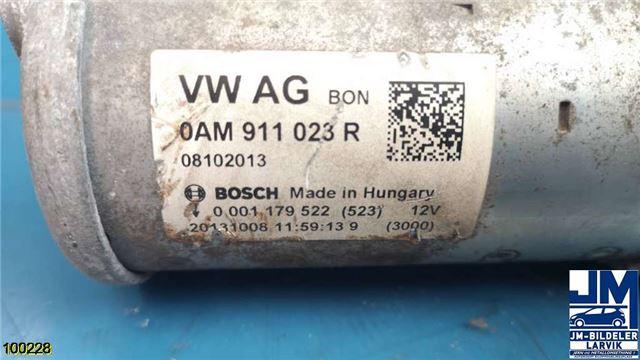 VW AG BON
0AM 911 023 R
08102013
BOSCH Made in Hungary
0 001 179 522 (523) 12V
20131008 11:59:13 9 (3000)
JM
JM-BILDELER
LARVIK
100228